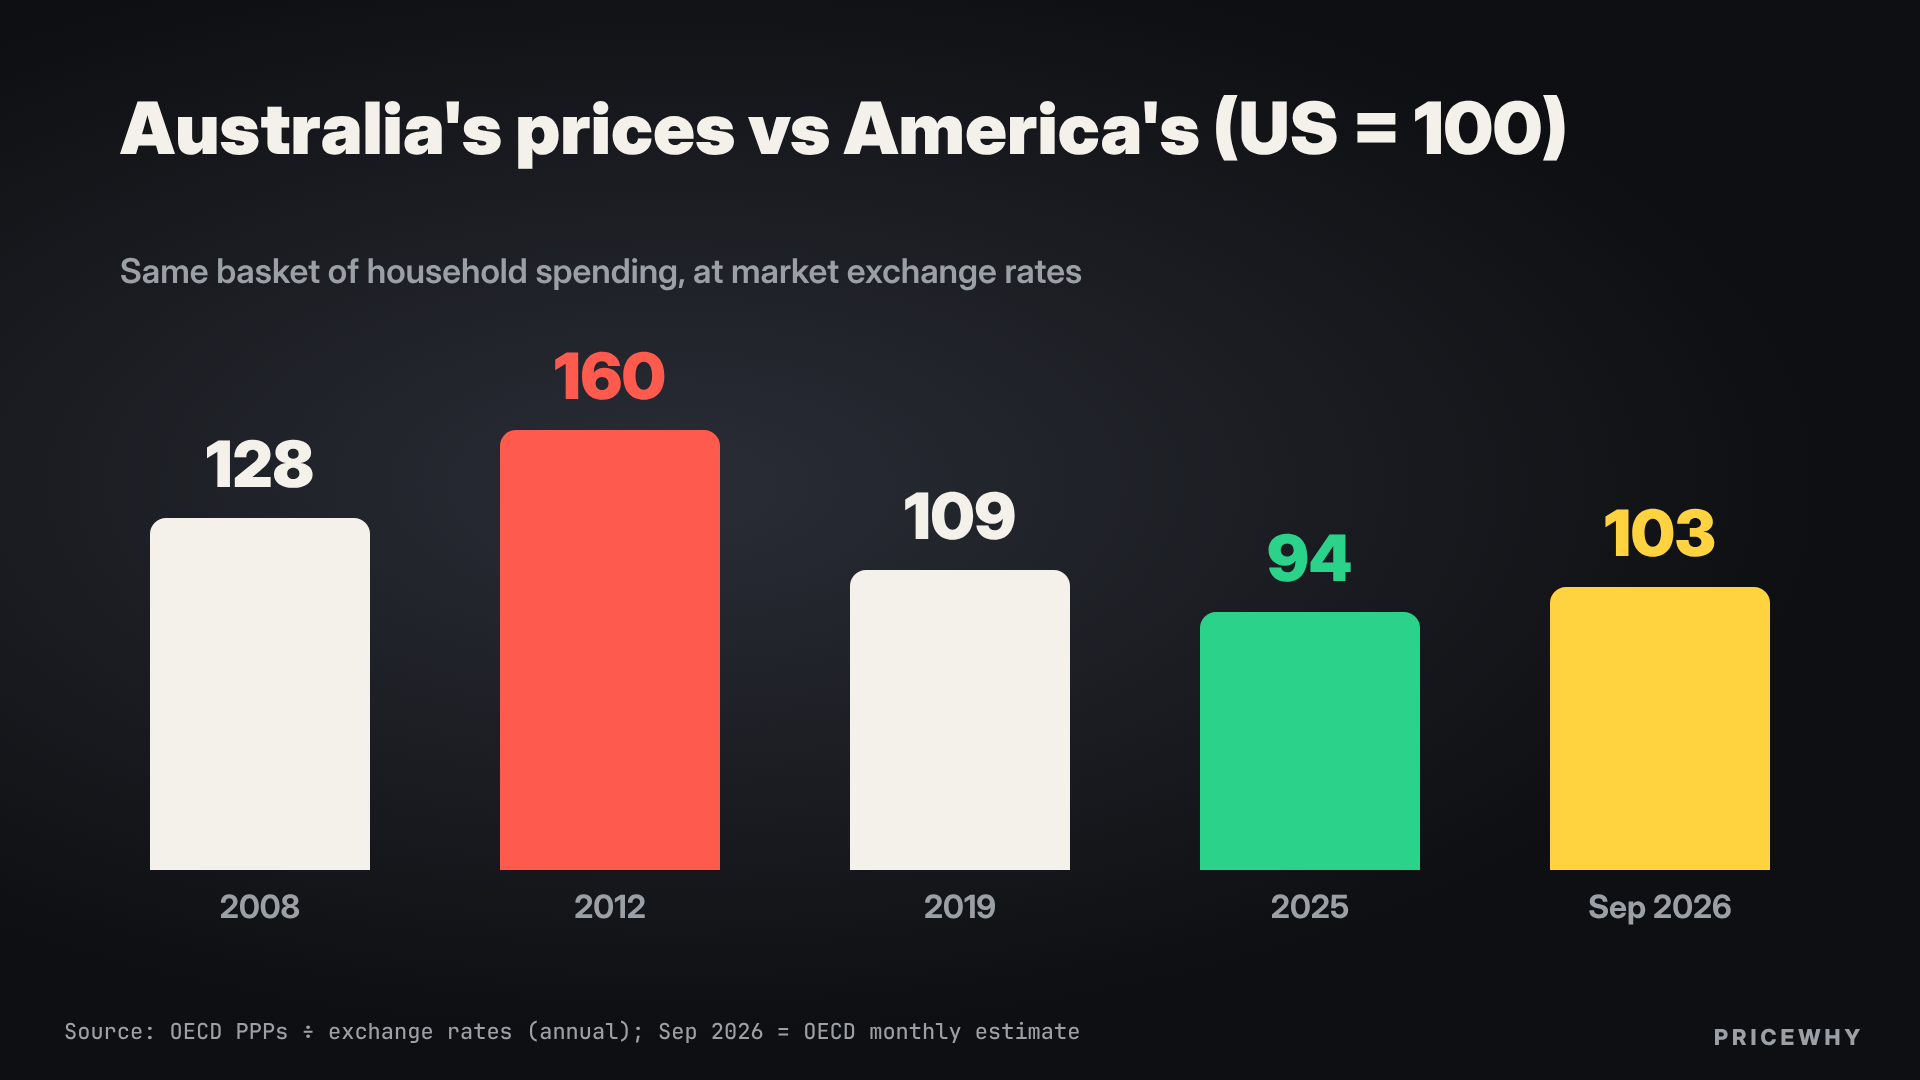 Australia's prices vs America's (US = 100)
Same basket of household spending, at market exchange rates
128
160
109
94
103
2008
2012
2019
2025
Sep 2026
Source: OECD PPPs ÷ exchange rates (annual); Sep 2026 = OECD monthly estimate
PRICEWHY